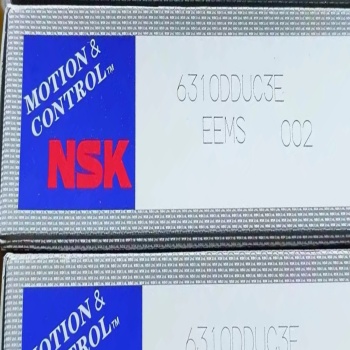 MOTION &
CONTROL™
NSK
6310DDUC3E
EEMS 002
MOTION &
CONTROL™
6310DDUC3E